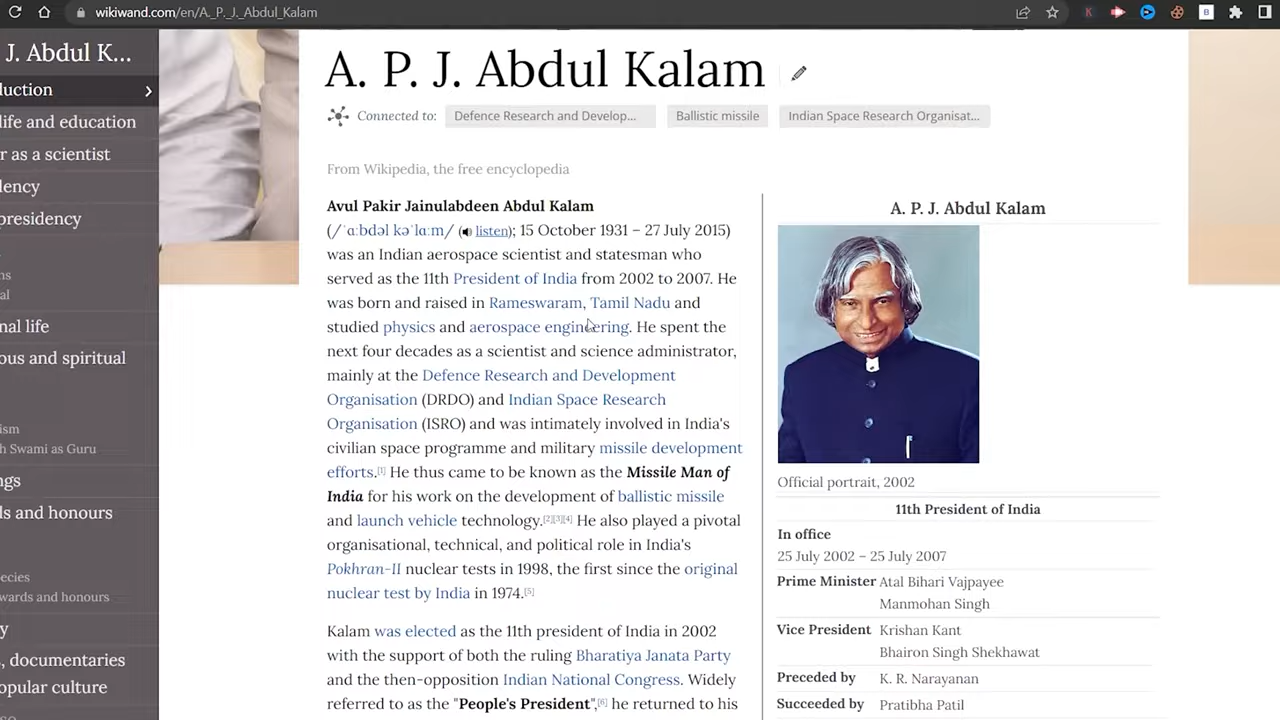 wikiwand.com/en/A._P._J._Abdul_Kalam
J. Abdul K...
duction
life and education
r as a scientist
lency
presidency
ns
al
nal life
ous and spiritual
ism
h Swami as Guru
ngs
ls and honours
ecies
wards and honours
y
, documentaries
opular culture
A. P. J. Abdul Kalam
Connected to: Defence Research and Develop... Ballistic missile Indian Space Research Organisat...
From Wikipedia, the free encyclopedia
Avul Pakir Jainulabdeen Abdul Kalam
(/ˈɑːbdəl kəˈlɑːm/ (listen); 15 October 1931 – 27 July 2015)
was an Indian aerospace scientist and statesman who
served as the 11th President of India from 2002 to 2007. He
was born and raised in Rameswaram, Tamil Nadu and
studied physics and aerospace engineering. He spent the
next four decades as a scientist and science administrator,
mainly at the Defence Research and Development
Organisation (DRDO) and Indian Space Research
Organisation (ISRO) and was intimately involved in India's
civilian space programme and military missile development
efforts.[1] He thus came to be known as the Missile Man of
India for his work on the development of ballistic missile
and launch vehicle technology.[2][3][4] He also played a pivotal
organisational, technical, and political role in India's
Pokhran-II nuclear tests in 1998, the first since the original
nuclear test by India in 1974.[5]
Kalam was elected as the 11th president of India in 2002
with the support of both the ruling Bharatiya Janata Party
and the then-opposition Indian National Congress. Widely
referred to as the "People's President",[6] he returned to his
A. P. J. Abdul Kalam
Official portrait, 2002
11th President of India
In office
25 July 2002 – 25 July 2007
Prime Minister Atal Bihari Vajpayee
Manmohan Singh
Vice President Krishan Kant
Bhairon Singh Shekhawat
Preceded by K. R. Narayanan
Succeeded by Pratibha Patil